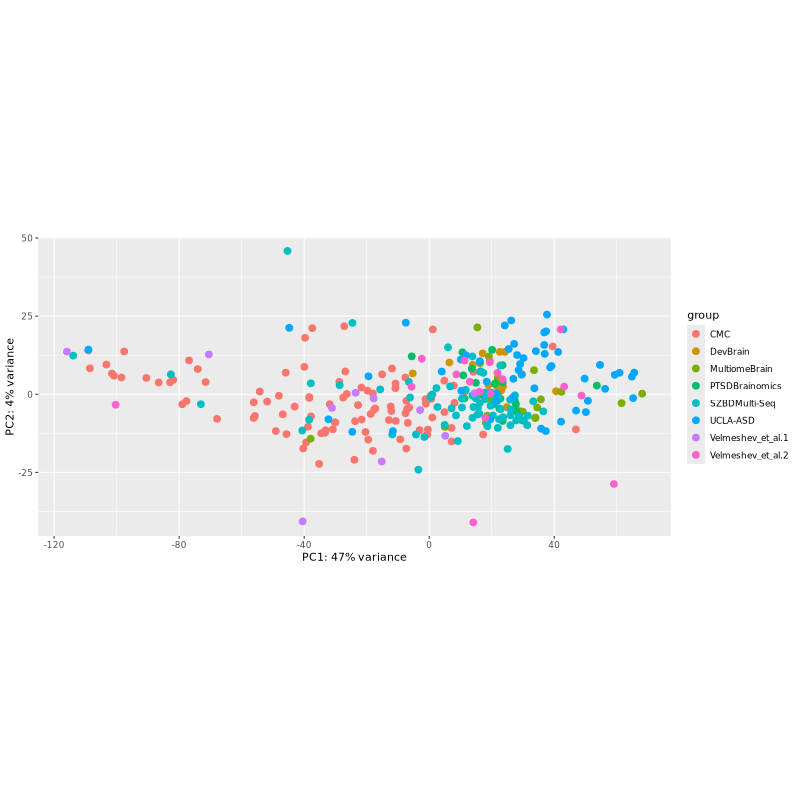 50
25
0
-25
-120
-80
-40
0
40
PC1: 47% variance
PC2: 4% variance
group
CMC
DevBrain
MultiomeBrain
PTSDBrainomics
SZBDMulti-Seq
UCLA-ASD
Velmeshev_et_al.1
Velmeshev_et_al.2